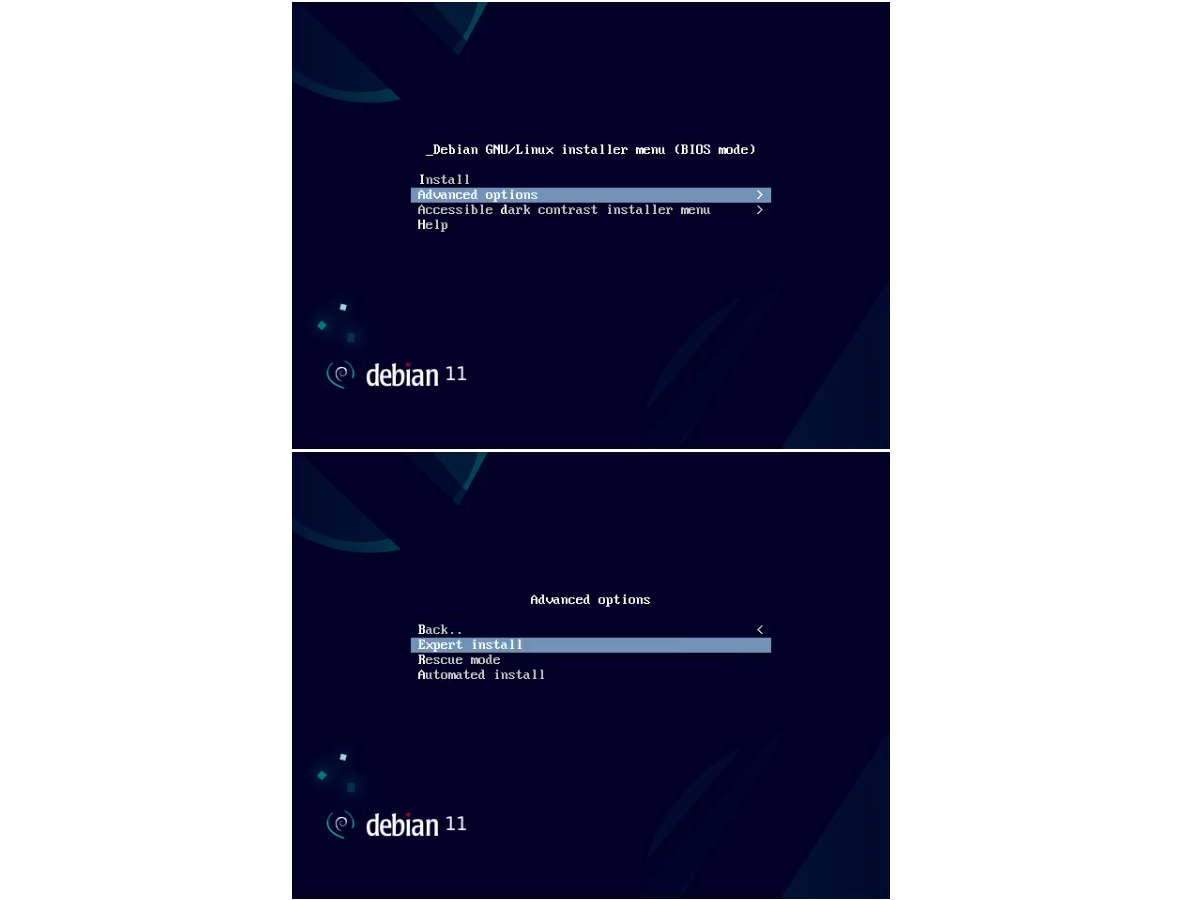 _Debian GNU/Linux installer menu (BIOS mode)
Install
Advanced options >
Accessible dark contrast installer menu >
Help
debian 11
Advanced options
Back.. <
Expert install
Rescue mode
Automated install
debian 11